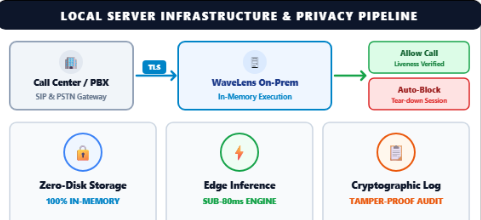 LOCAL SERVER INFRASTRUCTURE & PRIVACY PIPELINE
Call Center / PBX
SIP & PSTN Gateway
TLS
WaveLens On-Prem
In-Memory Execution
Allow Call
Liveness Verified
Auto-Block
Tear-down Session
Zero-Disk Storage
100% IN-MEMORY
Edge Inference
SUB-80ms ENGINE
Cryptographic Log
TAMPER-PROOF AUDIT